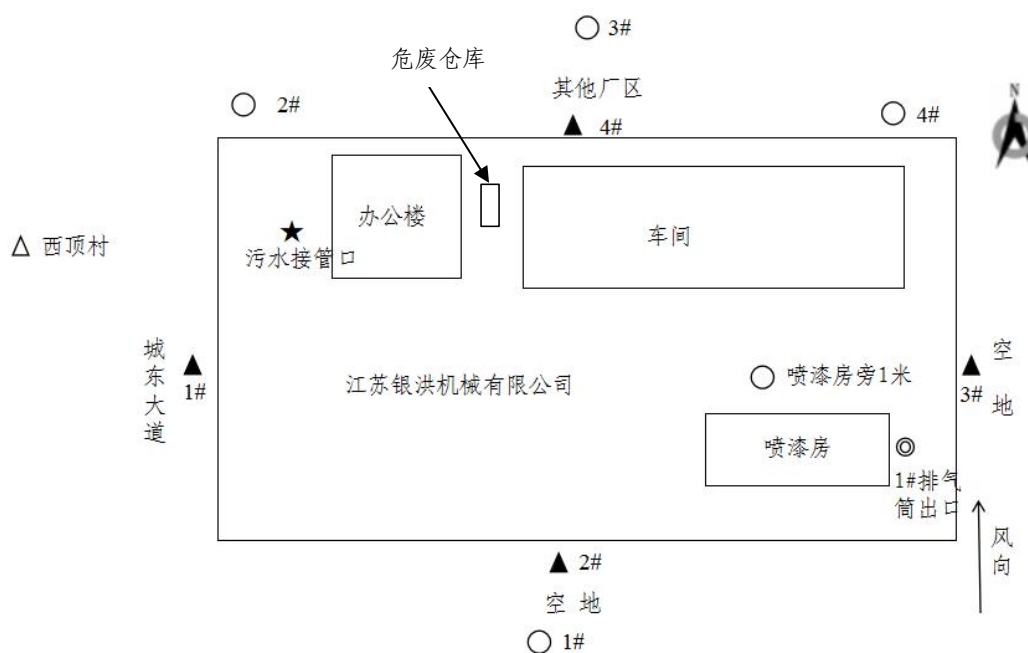 3#
危废仓库
其他厂区
2#
4#
4#
N
办公楼
车间
西顶村
污水接管口
城东大道
1#
江苏银洪机械有限公司
喷漆房旁1米
空地
3#
喷漆房
1#排气
筒出口
风向
2#
空 地
1#